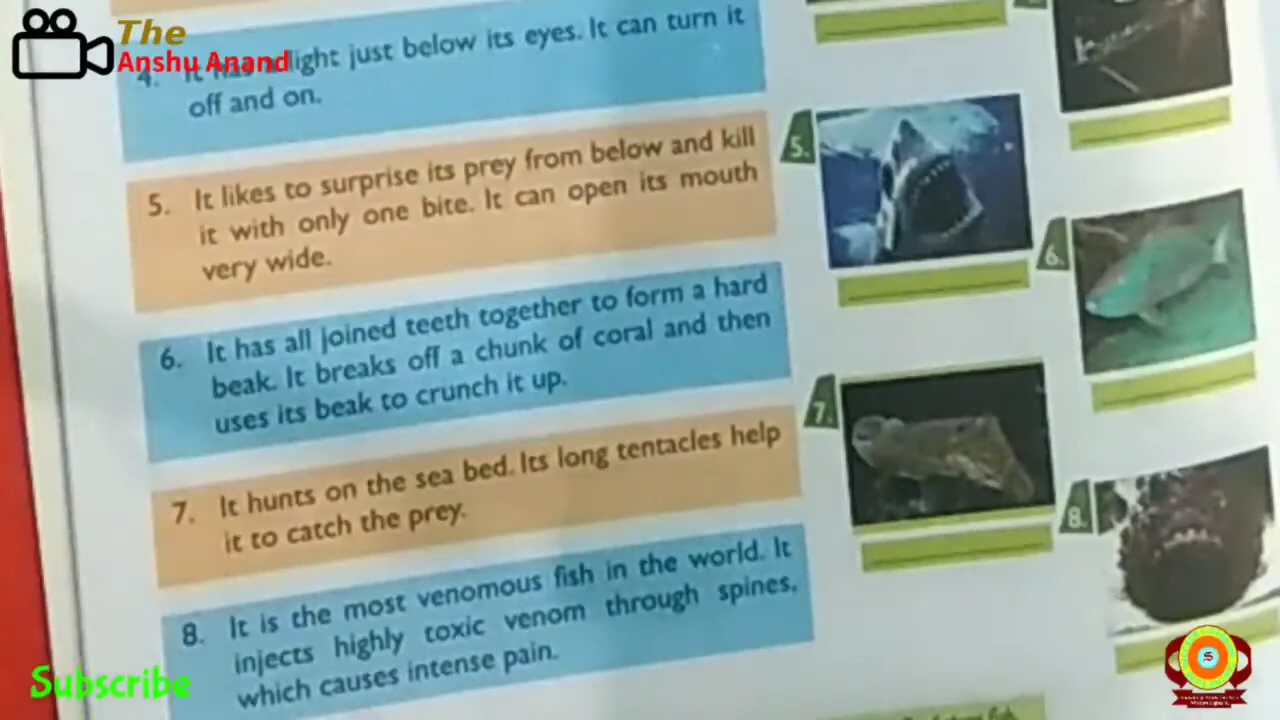 The
Anshu Anand
4. It has a light just below its eyes. It can turn it
off and on.
5. It likes to surprise its prey from below and kill
it with only one bite. It can open its mouth
very wide.
6. It has all joined teeth together to form a hard
beak. It breaks off a chunk of coral and then
uses its beak to crunch it up.
7. It hunts on the sea bed. Its long tentacles help
it to catch the prey.
8. It is the most venomous fish in the world. It
injects highly toxic venom through spines,
which causes intense pain.
5.
6.
7.
8.
Subscribe
S